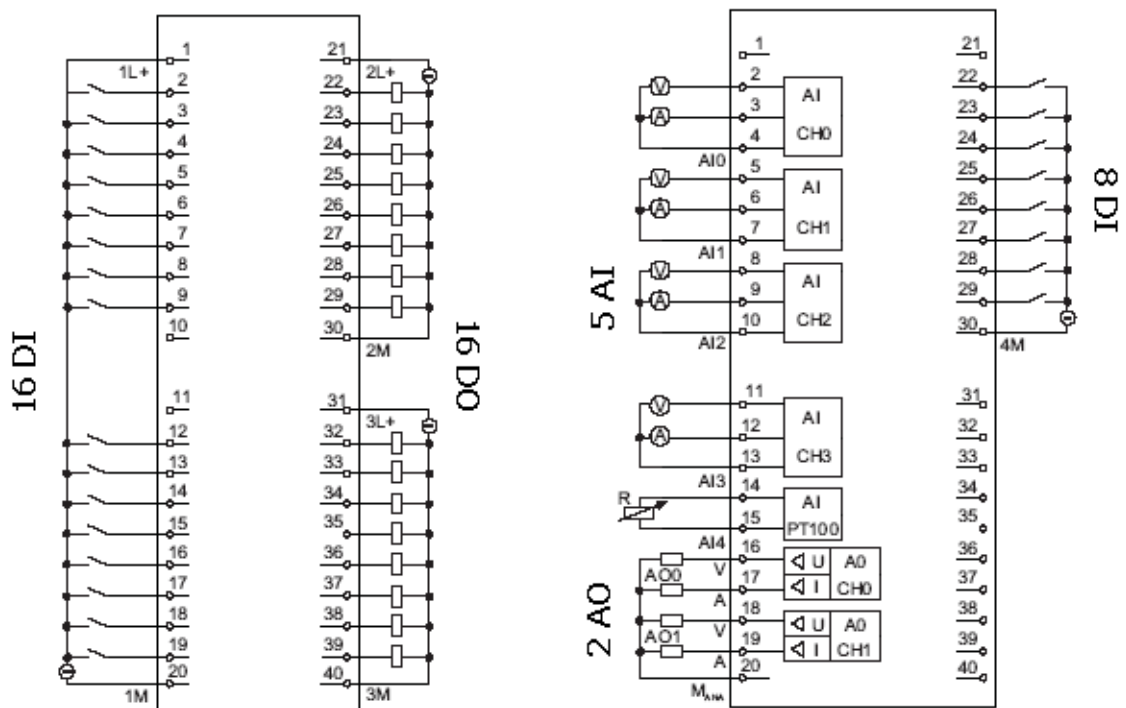 16 DI
1
1L+
2
3
4
5
6
7
8
9
10
11
12
13
14
15
16
17
18
19
20
1M
21
2L+
22
23
24
25
26
27
28
29
30
2M
31
3L+
32
33
34
35
36
37
38
39
40
3M
16 DO
5 AI
2 AO
1
2
V
AI
3
A
CH0
4
AI0
5
V
AI
6
A
CH1
7
AI1
8
V
AI
9
A
CH2
10
AI2
11
V
AI
12
A
CH3
13
AI3
14
R
AI
15
PT100
AI4
16
V
U
A0
AO0
17
A
I
CH0
18
V
U
A0
AO1
19
A
I
CH1
20
MANA
21
22
23
24
25
26
27
28
29
30
4M
31
32
33
34
35
36
37
38
39
40
8 DI